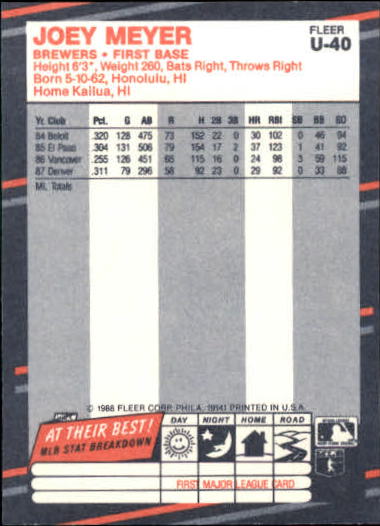 JOEY MEYER
FLEER
U-40
BREWERS • FIRST BASE
Height 6'3", Weight 260, Bats Right, Throws Right
Born 5-10-62, Honolulu, HI
Home Kailua, HI
Yr. Club Pct. G AB R H 2B 3B HR RBI SB BB SO
84 Beloit .320 128 475 73 152 22 0 30 102 0 46 94
85 El Paso .304 131 506 79 154 17 2 37 123 1 41 92
86 Vancouver .255 126 451 65 115 16 0 24 98 3 59 115
87 Denver .311 79 296 58 92 23 0 29 92 0 33 88
ML Totals
© 1988 FLEER CORP. PHILA. 19141 PRINTED IN U.S.A.
AT THEIR BEST!
MLB STAT BREAKDOWN
DAY NIGHT HOME ROAD
FIRST MAJOR LEAGUE CARD